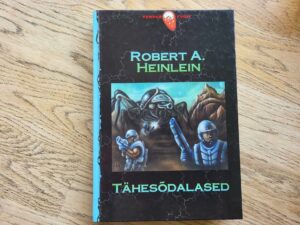 ROBERT A.
HEINLEIN
TÄHESÕDALASED